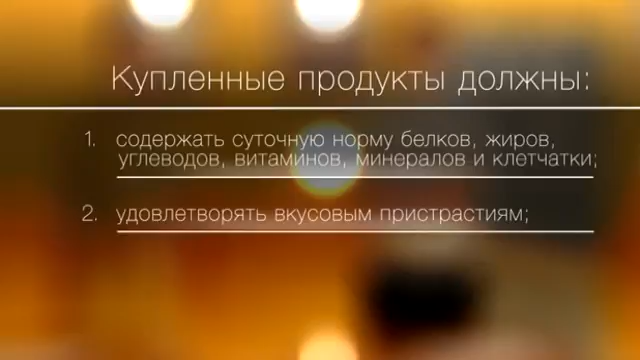 Купленные продукты должны:
1. содержать суточную норму белков, жиров,
углеводов, витаминов, минералов и клетчатки;
2. удовлетворять вкусовым пристрастиям;